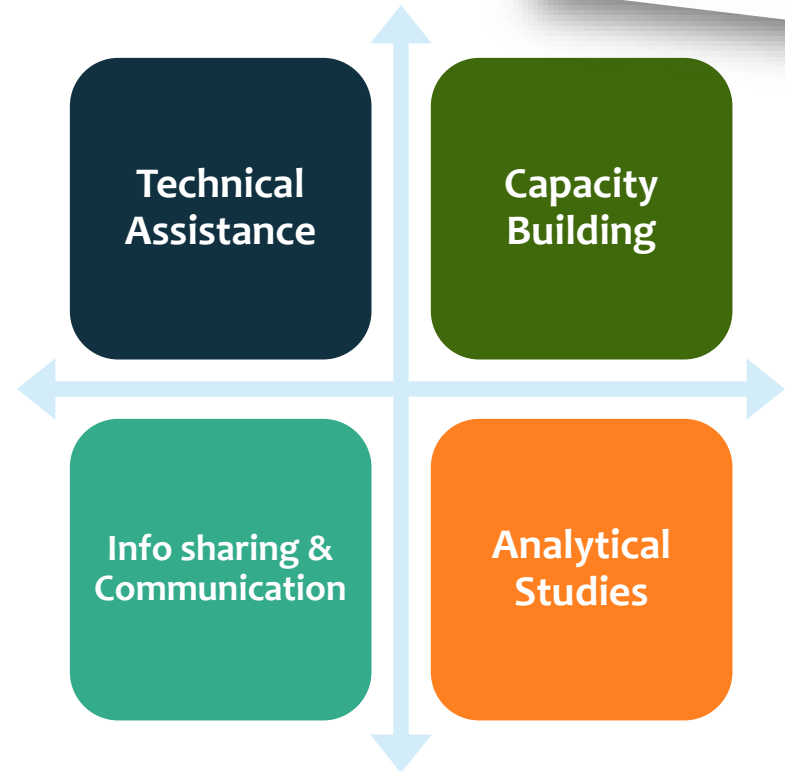 Technical
Assistance
Capacity
Building
Info sharing &
Communication
Analytical
Studies